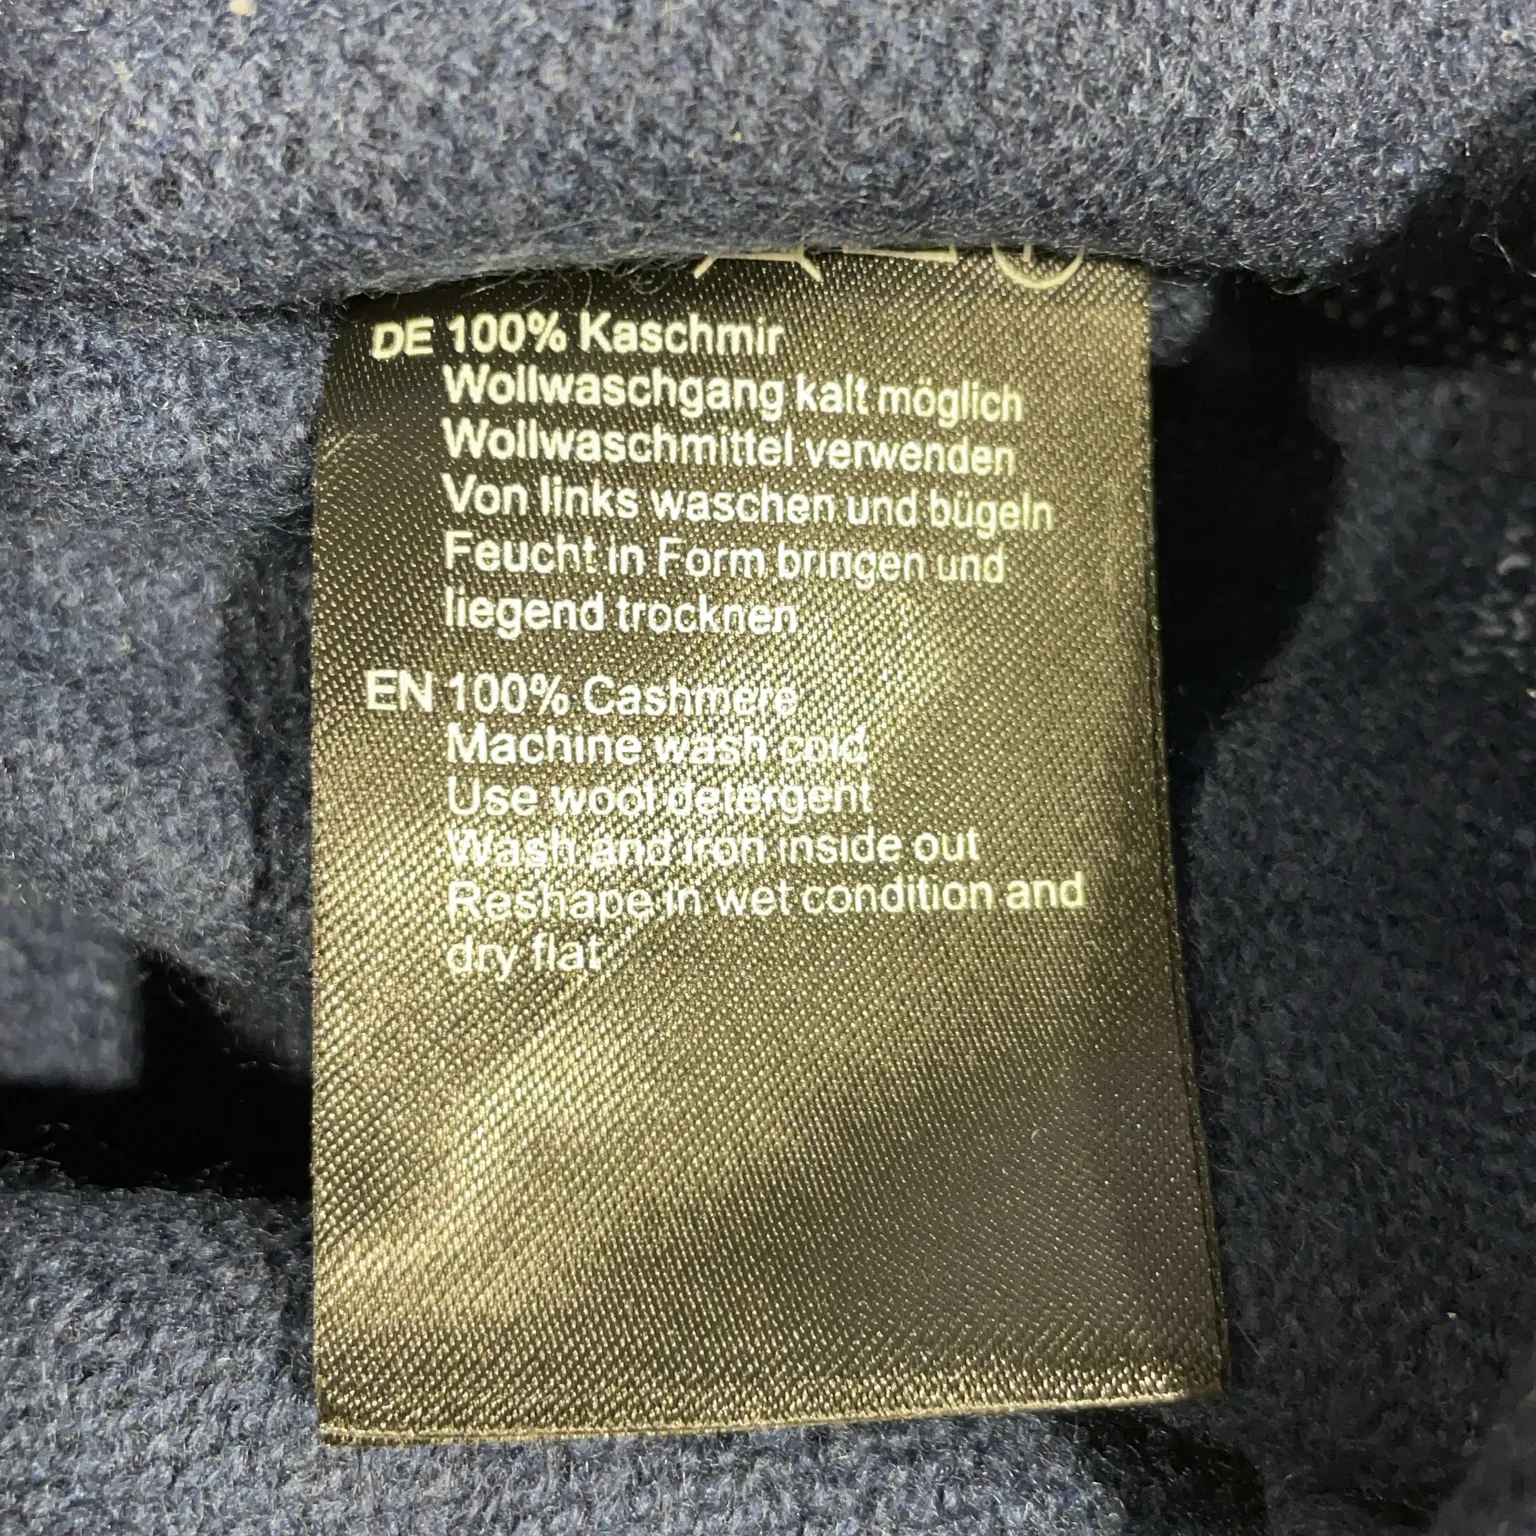 DE 100% Kaschmir
Wollwaschgang kalt möglich
Wollwaschmittel verwenden
Von links waschen und bügeln
Feucht in Form bringen und
liegend trocknen
EN 100% Cashmere
Machine wash cold
Use wool detergent
Wash and iron inside out
Reshape in wet condition and
dry flat